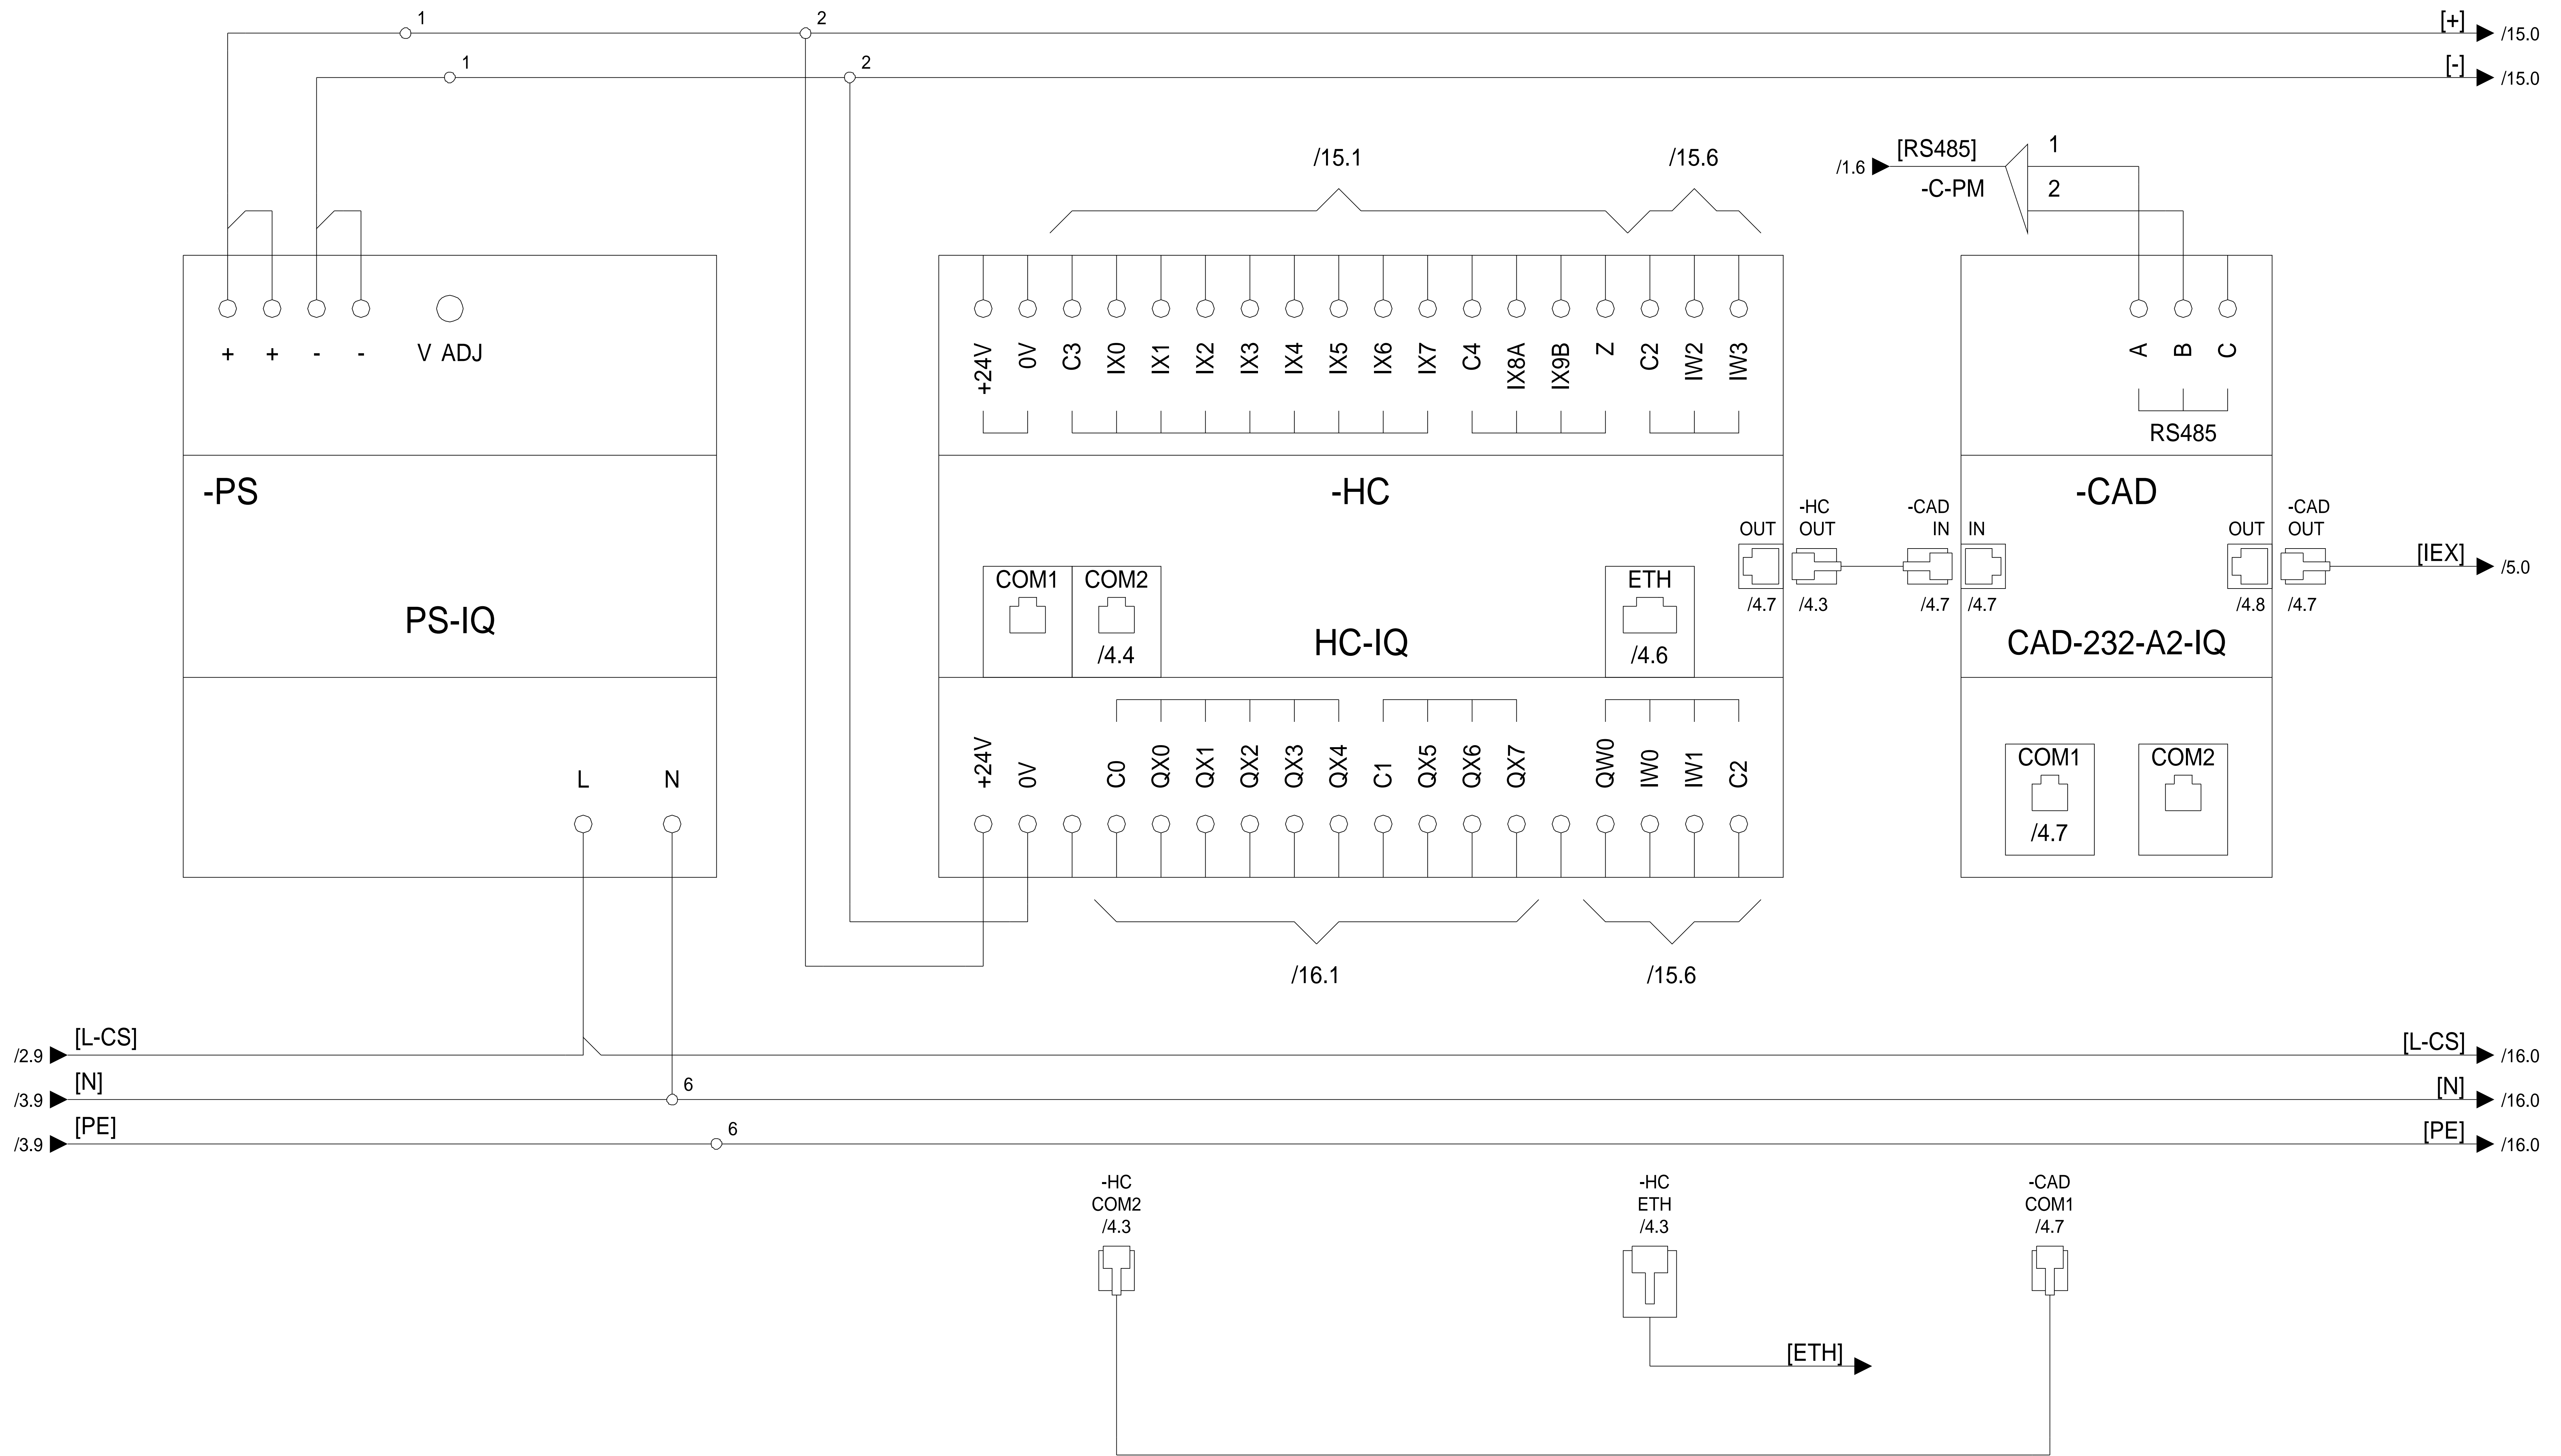 1
2
[+]
/15.0
1
2
[-]
/15.0
/15.1
/15.6
/1.6
[RS485]
-C-PM
1
2
+ + - - V ADJ
+24V 0V C3 IX0 IX1 IX2 IX3 IX4 IX5 IX6 IX7 C4 IX8A IX9B Z C2 IW2 IW3
A B C
RS485
-PS
-HC
-CAD
OUT
-HC
OUT
-CAD
IN
IN
OUT
-CAD
OUT
[IEX]
/5.0
COM1
COM2
ETH
/4.7
/4.3
/4.7
/4.7
/4.8
/4.7
PS-IQ
/4.4
HC-IQ
/4.6
CAD-232-A2-IQ
L N
+24V 0V C0 QX0 QX1 QX2 QX3 QX4 C1 QX5 QX6 QX7 QW0 IW0 IW1 C2
COM1
COM2
/4.7
/16.1
/15.6
/2.9
[L-CS]
[L-CS]
/16.0
/3.9
[N]
6
[N]
/16.0
/3.9
[PE]
6
[PE]
/16.0
-HC
COM2
/4.3
-HC
ETH
/4.3
-CAD
COM1
/4.7
[ETH]